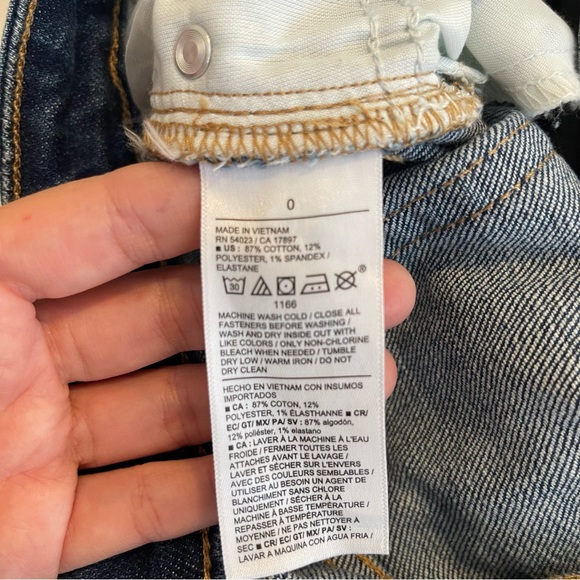 0
MADE IN VIETNAM
RN 54023 / CA 17897
■ US: 87% COTTON, 12%
POLYESTER, 1% SPANDEX /
ELASTANE
30
®
1166
MACHINE WASH COLD / CLOSE ALL
FASTENERS BEFORE WASHING /
WASH AND DRY INSIDE OUT WITH
LIKE COLORS / ONLY NON-CHLORINE
BLEACH WHEN NEEDED / TUMBLE
DRY LOW / WARM IRON / DO NOT
DRY CLEAN
HECHO EN VIETNAM CON INSUMOS
IMPORTADOS
■ CA: 87% COTON, 12%
POLYESTER, 1% ÉLASTHANNE ■ CR/
EC/ GT/ MX/ PA/ SV : 87% algodón,
12% poliéster, 1% elastano
■ CA : LAVER À LA MACHINE À L'EAU
FROIDE / FERMER TOUTES LES
ATTACHES AVANT LE LAVAGE /
LAVER ET SÉCHER SUR L'ENVERS
AVEC DES COULEURS SEMBLABLES /
UTILISER AU BESOIN UN AGENT DE
BLANCHIMENT SANS CHLORE
UNIQUEMENT / SÉCHER À LA
MACHINE À BASSE TEMPÉRATURE /
REPASSER À TEMPÉRATURE
MOYENNE / NE PAS NETTOYER À
SEC ■ CR/ EC/ GT/ MX/ PA/ SV :
LAVAR A MAQUINA CON AGUA FRIA /